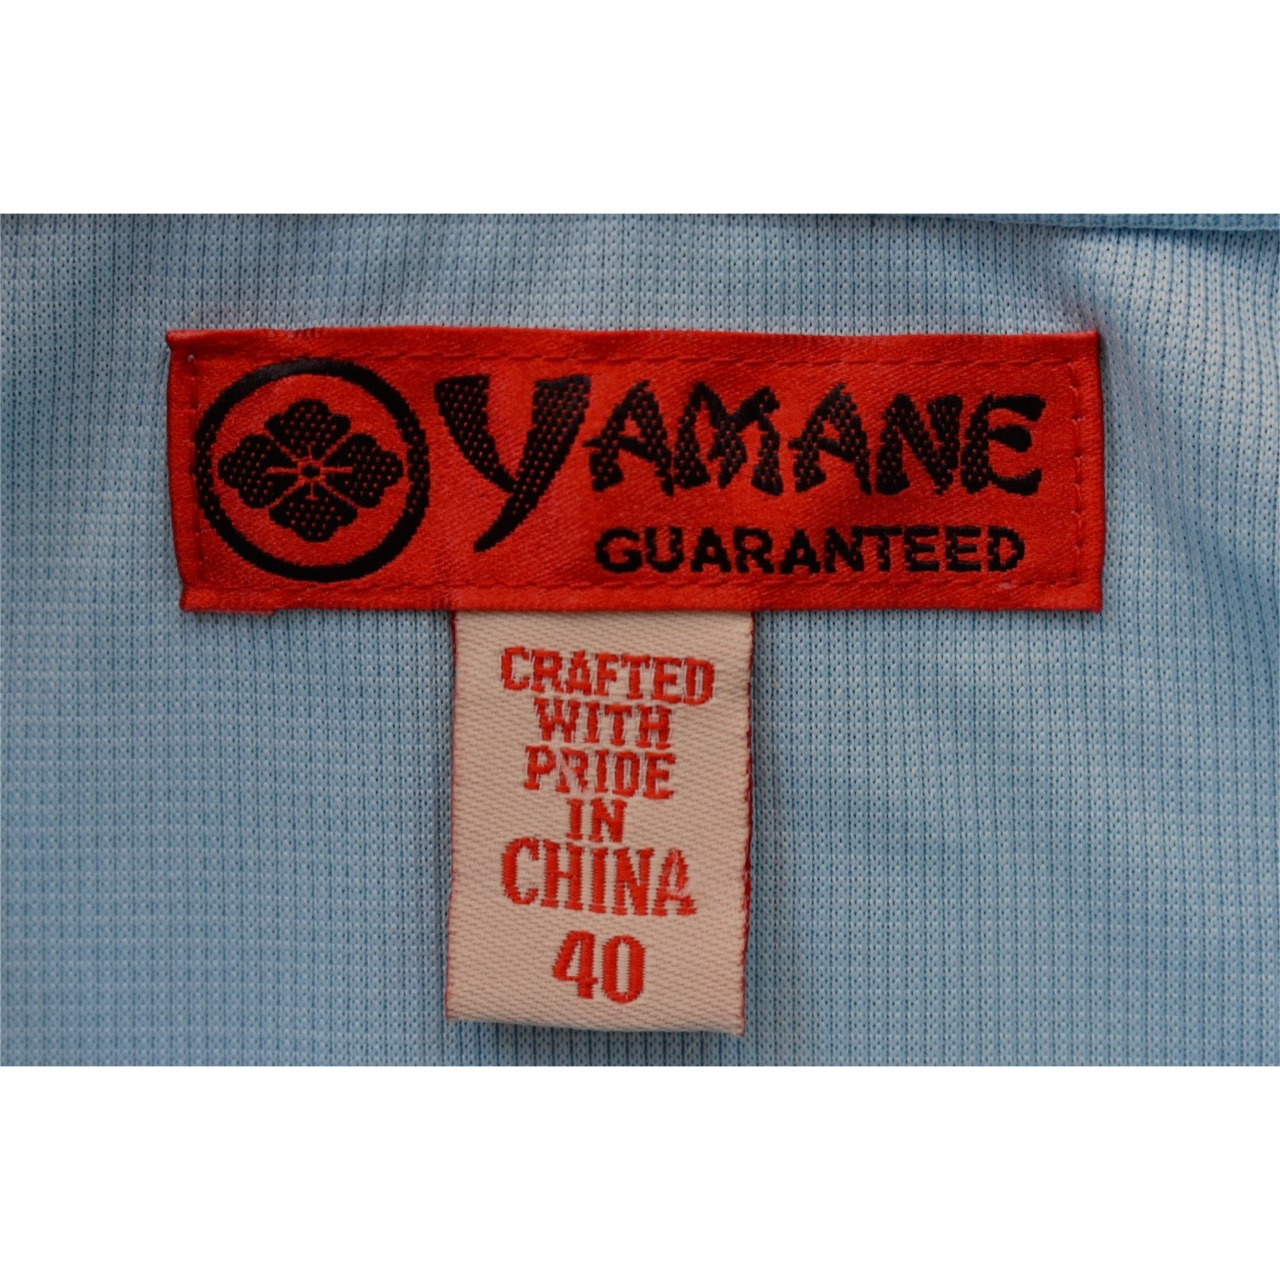 YAMANE
GUARANTEED
CRAFTED
WITH
PRIDE
IN
CHINA
40